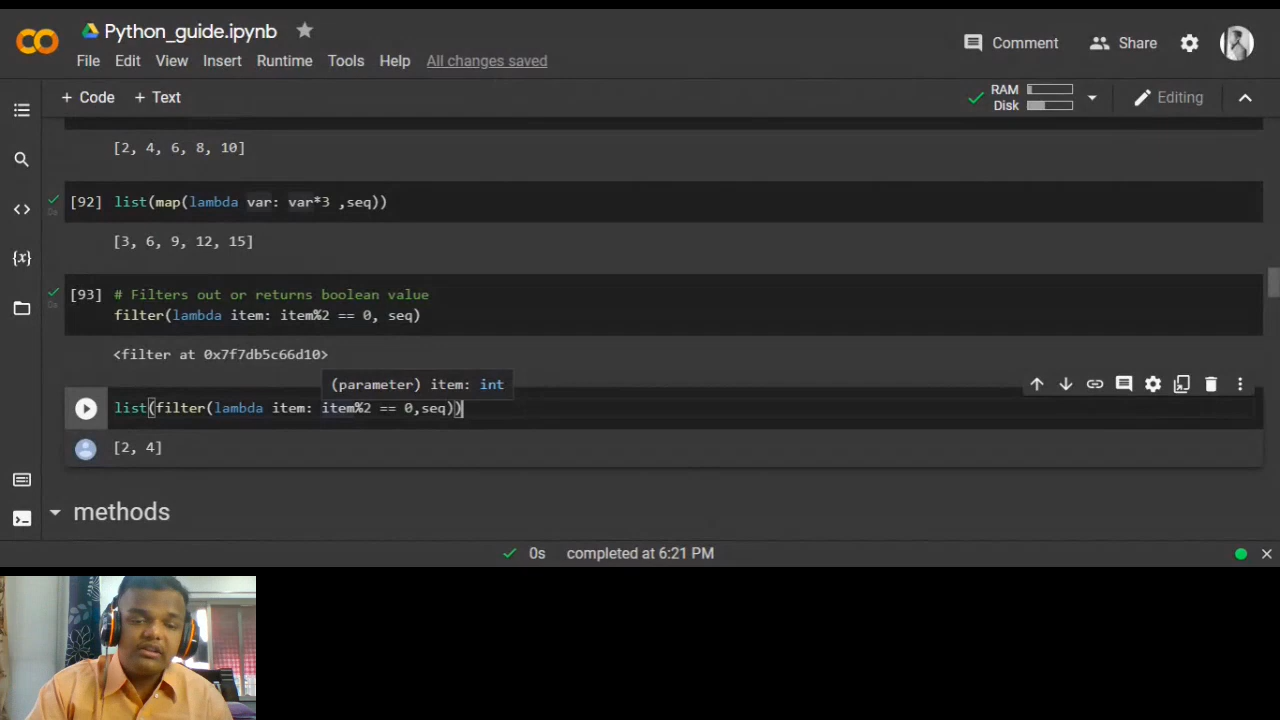 Python_guide.ipynb
File Edit View Insert Runtime Tools Help All changes saved
Comment Share
+ Code + Text
RAM
Disk
Editing
[2, 4, 6, 8, 10]
[92] list(map(lambda var: var*3 ,seq))
0s
[3, 6, 9, 12, 15]
[93] # Filters out or returns boolean value
0s
filter(lambda item: item%2 == 0, seq)
<filter at 0x7f7db5c66d10>
(parameter) item: int
list(filter(lambda item: item%2 == 0,seq))
[2, 4]
methods
0s completed at 6:21 PM